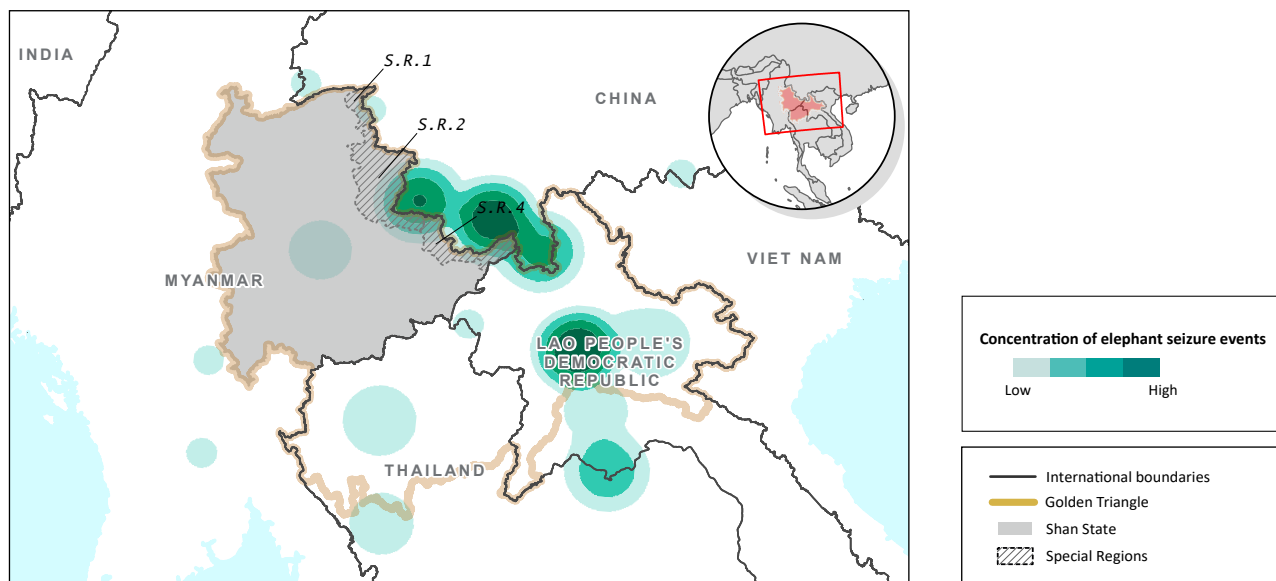 INDIA
S.R.1
CHINA
S.R.2
S.R.4
VIET NAM
MYANMAR
LAO PEOPLE'S
DEMOCRATIC
REPUBLIC
THAILAND
Concentration of elephant seizure events
Low High
International boundaries
Golden Triangle
Shan State
Special Regions